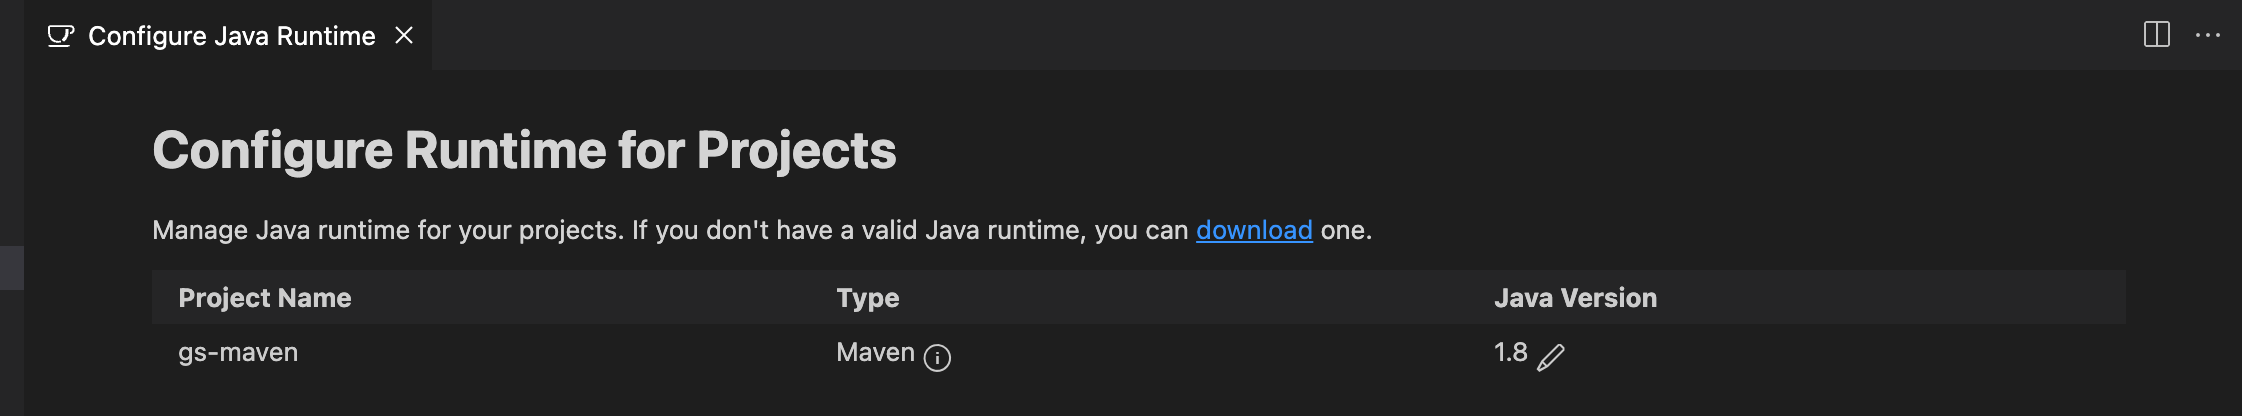 Configure Java Runtime
Configure Runtime for Projects
Manage Java runtime for your projects. If you don't have a valid Java runtime, you can download one.
Project Name Type Java Version
gs-maven Maven 1.8